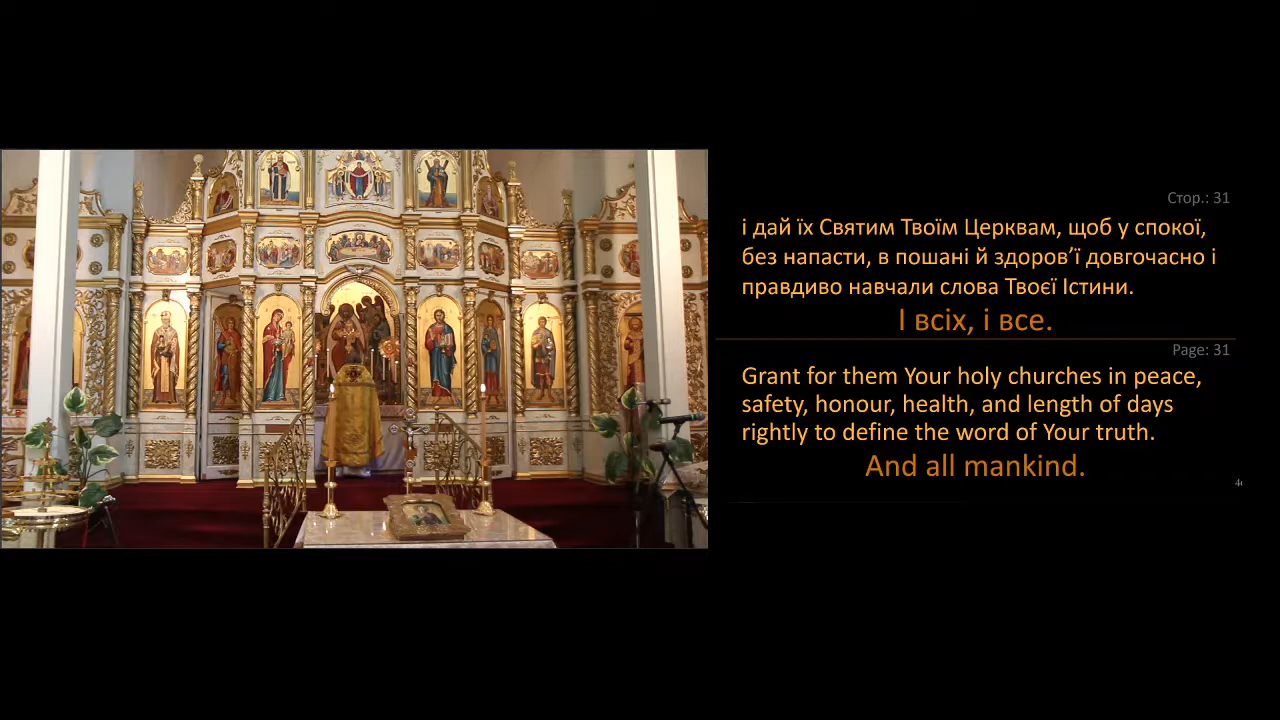 Стор.: 31
і дай їх Святим Твоїм Церквам, щоб у спокої,
без напасти, в пошані й здоров’ї довгочасно і
правдиво навчали слова Твоєї Істини.
І всіх, і все.
Page: 31
Grant for them Your holy churches in peace,
safety, honour, health, and length of days
rightly to define the word of Your truth.
And all mankind.